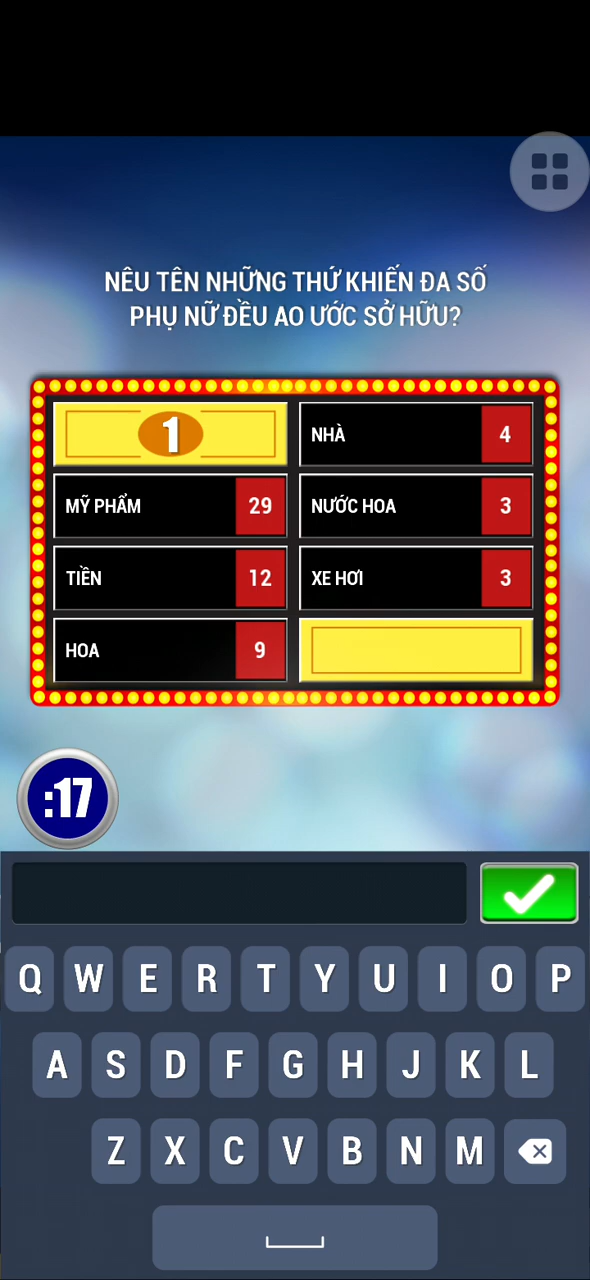 NÊU TÊN NHỮNG THỨ KHIẾN ĐA SỐ
PHỤ NỮ ĐỀU AO ƯỚC SỞ HỮU?
1
NHÀ 4
MỸ PHẨM 29
NƯỚC HOA 3
TIỀN 12
XE HƠI 3
HOA 9
:17
Q W E R T Y U I O P
A S D F G H J K L
Z X C V B N M